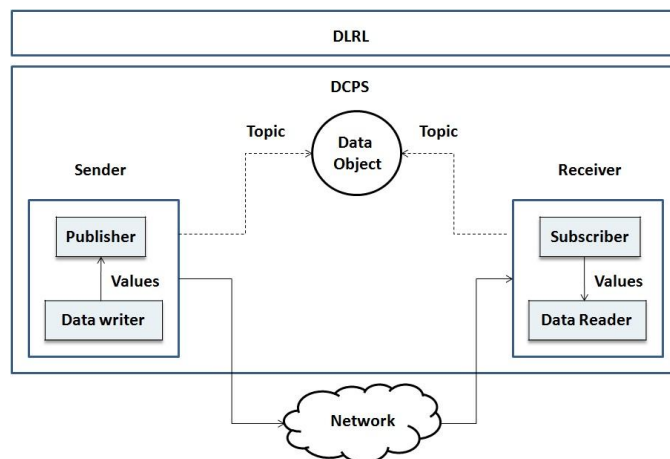 DLRL
DCPS
Topic
Data
Object
Topic
Sender
Receiver
Publisher
Values
Data writer
Subscriber
Values
Data Reader
Network